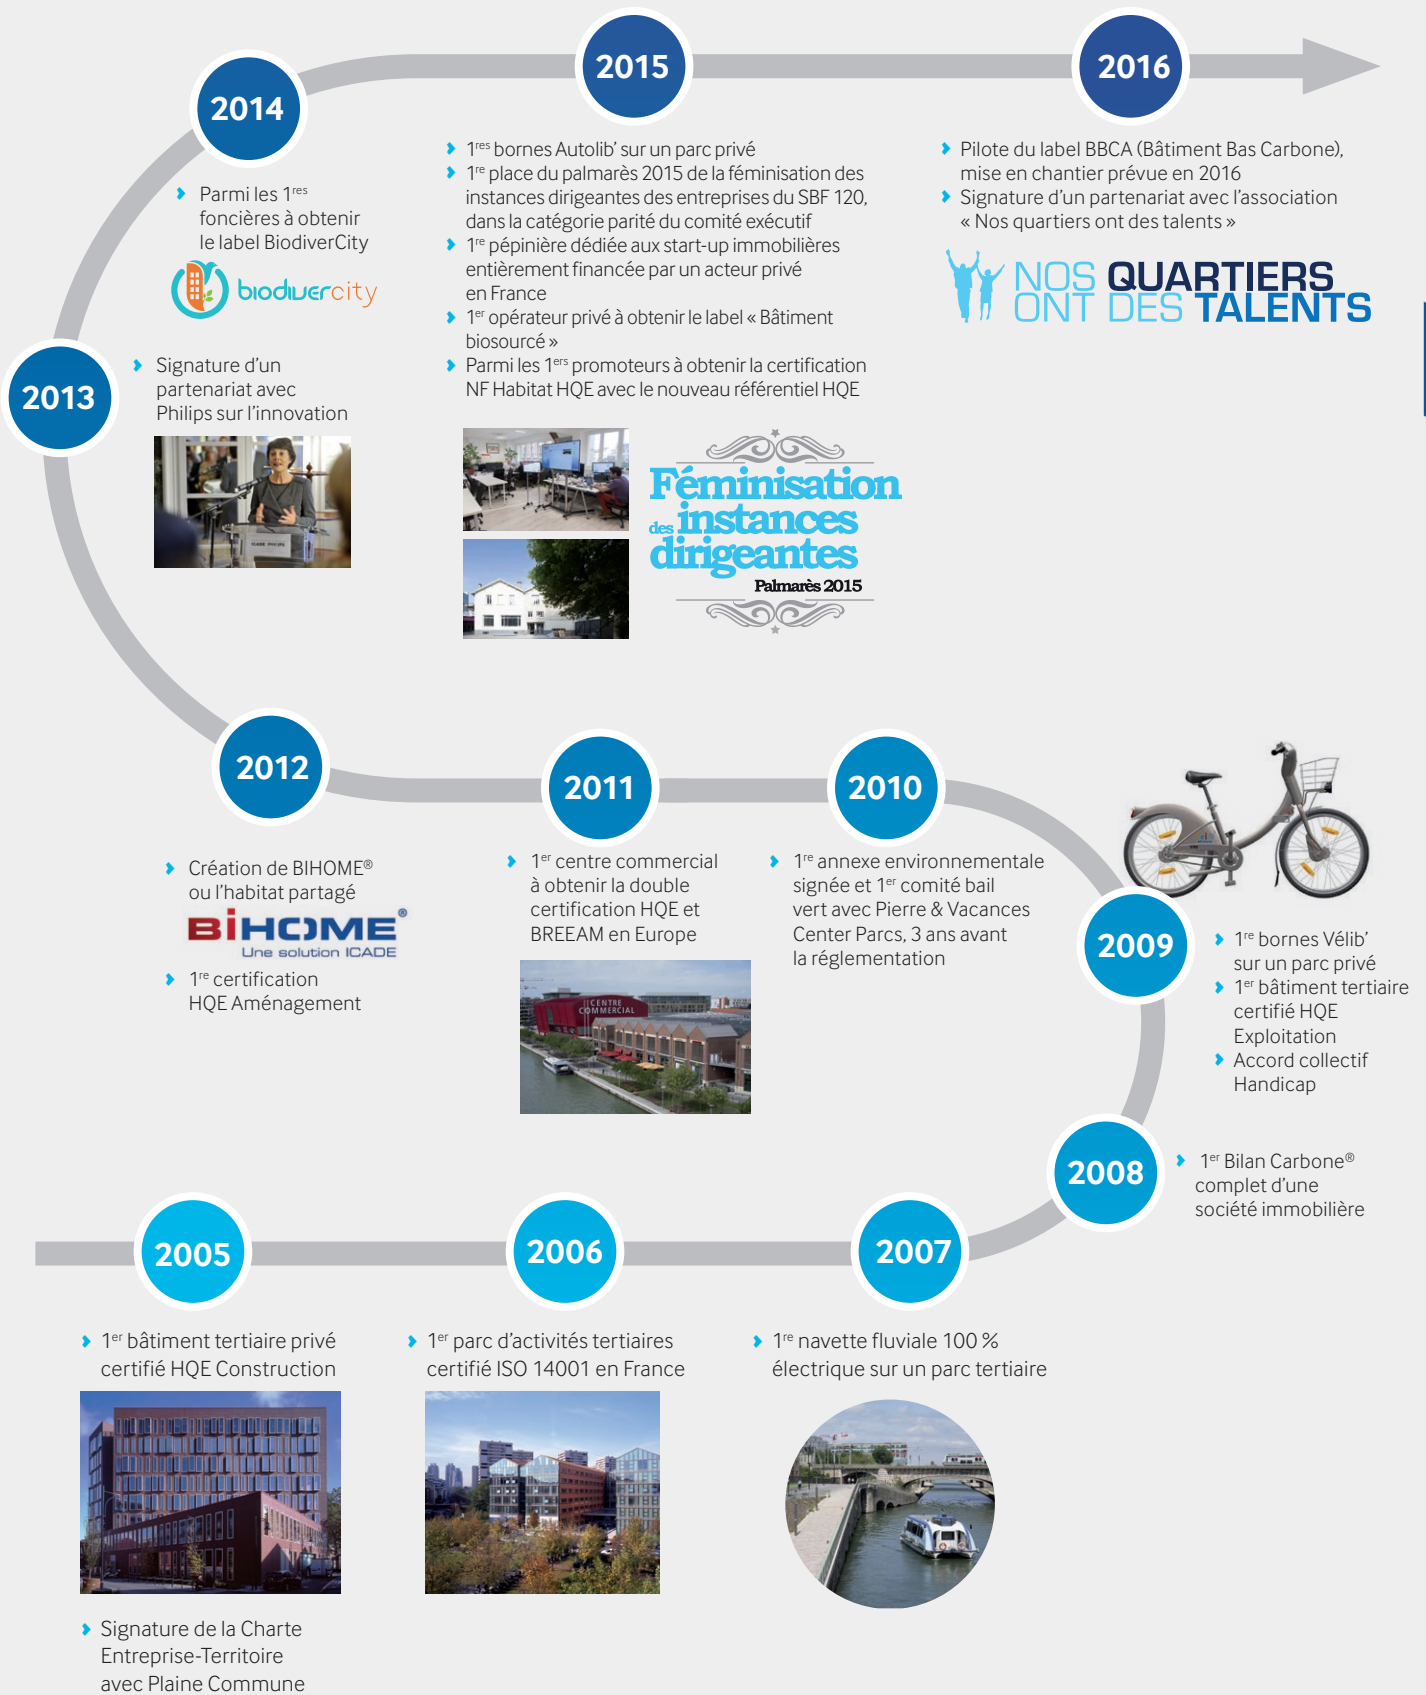 2014
Parmi les 1res
foncières à obtenir
le label BiodiverCity
biodivercity
2015
1res bornes Autolib’ sur un parc privé
1re place du palmarès 2015 de la féminisation des
instances dirigeantes des entreprises du SBF 120,
dans la catégorie parité du comité exécutif
1re pépinière dédiée aux start-up immobilières
entièrement financée par un acteur privé
en France
1er opérateur privé à obtenir le label « Bâtiment
biosourcé »
Parmi les 1ers promoteurs à obtenir la certification
NF Habitat HQE avec le nouveau référentiel HQE
Féminisation
des instances
dirigeantes
Palmarès 2015
2016
Pilote du label BBCA (Bâtiment Bas Carbone),
mise en chantier prévue en 2016
Signature d’un partenariat avec l’association
« Nos quartiers ont des talents »
NOS QUARTIERS
ONT DES TALENTS
2013
Signature d’un
partenariat avec
Philips sur l’innovation
ICADE PHILIPS
2012
Création de BIHOME®
ou l’habitat partagé
BiHOME®
Une solution ICADE
1re certification
HQE Aménagement
2011
1er centre commercial
à obtenir la double
certification HQE et
BREEAM en Europe
CENTRE
COMMERCIAL
2010
1re annexe environnementale
signée et 1er comité bail
vert avec Pierre & Vacances
Center Parcs, 3 ans avant
la réglementation
2009
1re bornes Vélib’
sur un parc privé
1er bâtiment tertiaire
certifié HQE
Exploitation
Accord collectif
Handicap
2008
1er Bilan Carbone®
complet d’une
société immobilière
2005
1er bâtiment tertiaire privé
certifié HQE Construction
Signature de la Charte
Entreprise-Territoire
avec Plaine Commune
2006
1er parc d’activités tertiaires
certifié ISO 14001 en France
2007
1re navette fluviale 100 %
électrique sur un parc tertiaire